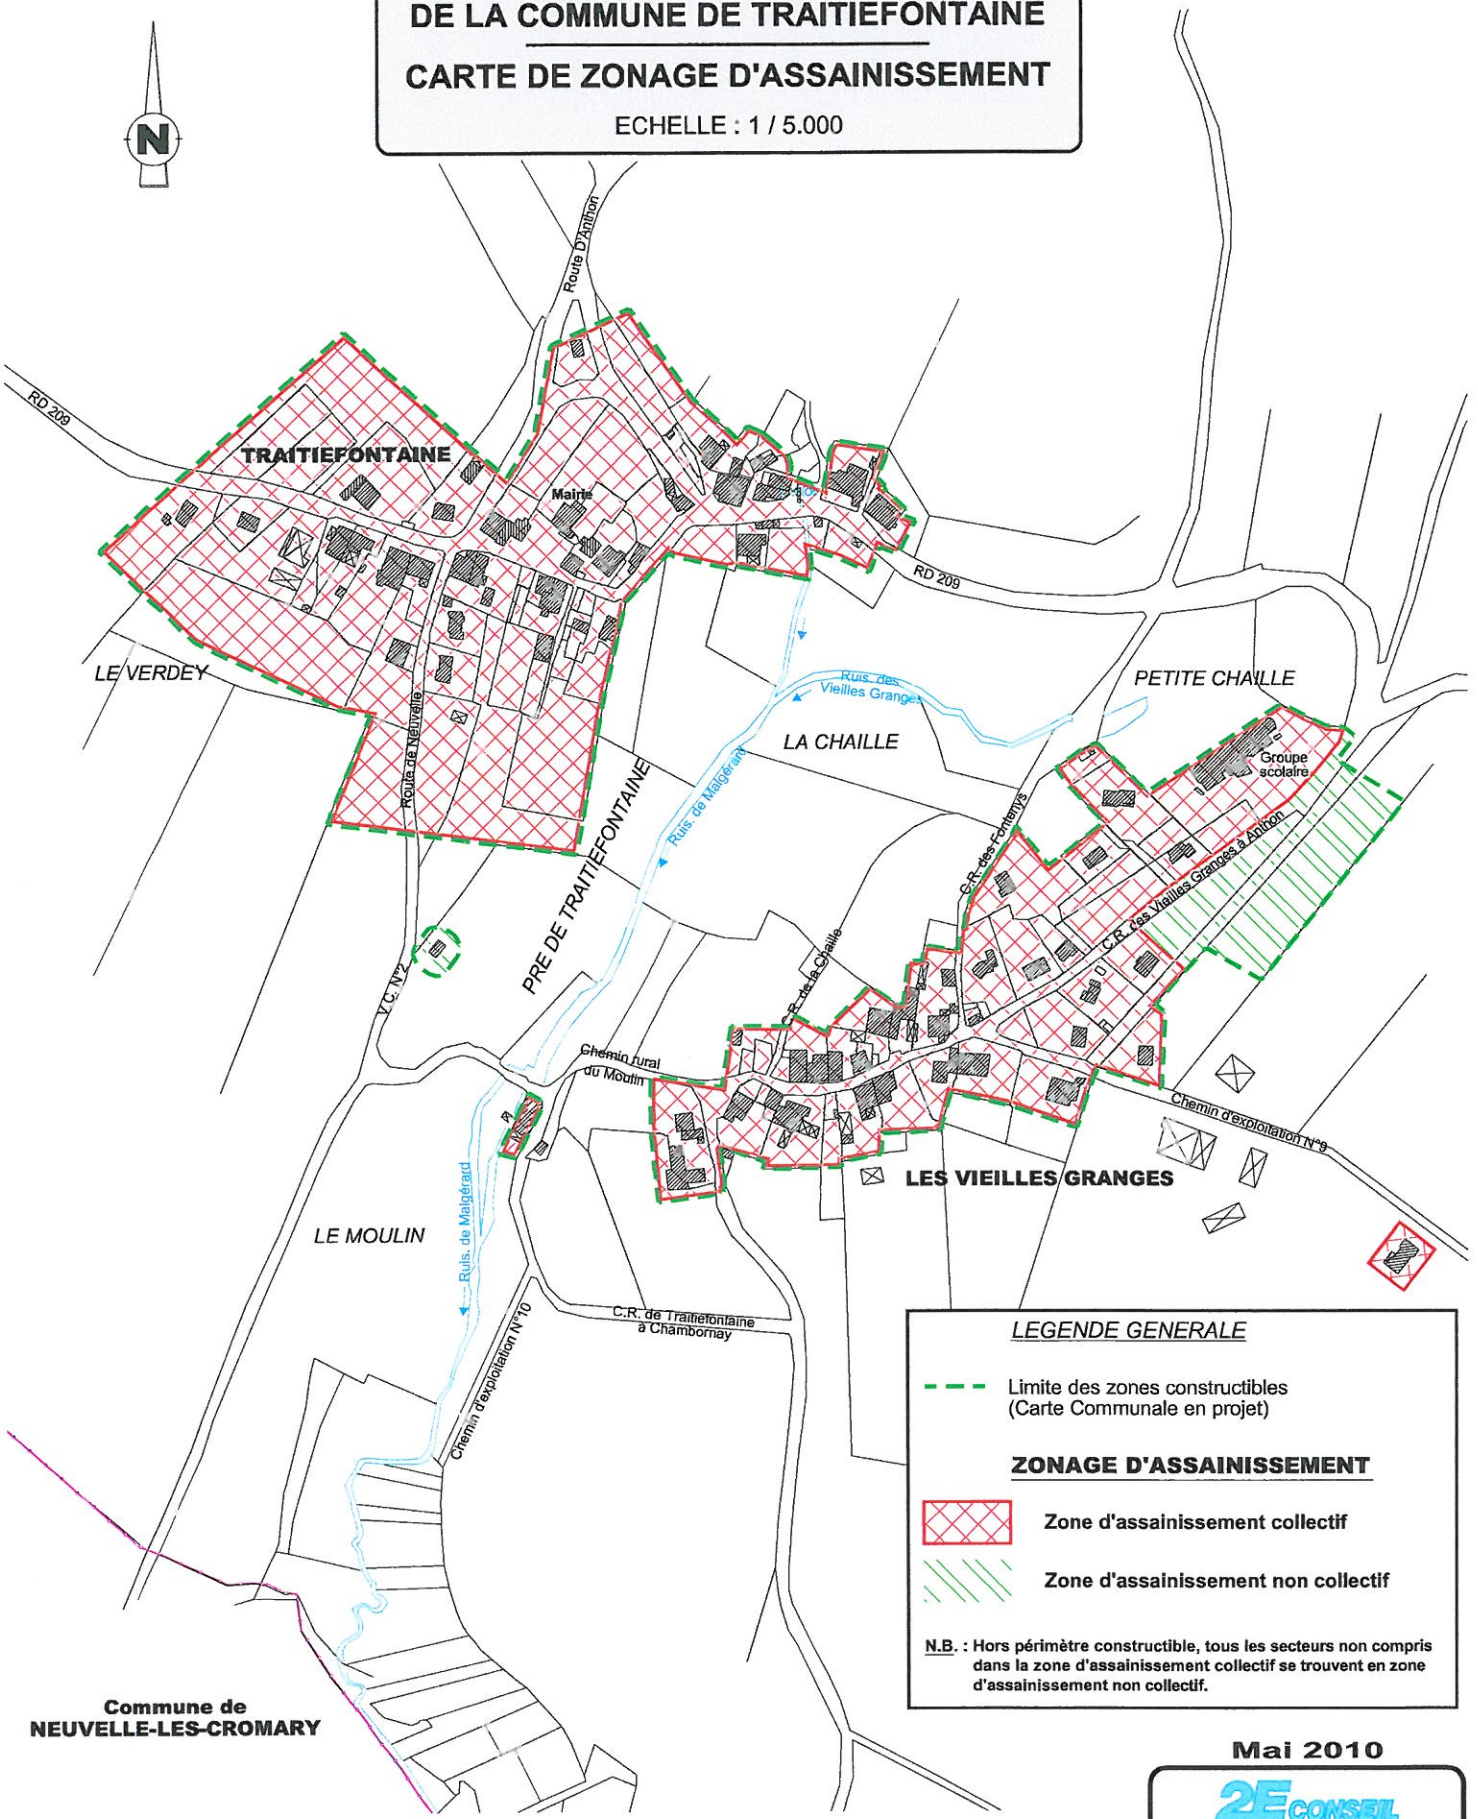 DE LA COMMUNE DE TRAITIEFONTAINE
CARTE DE ZONAGE D'ASSAINISSEMENT
ECHELLE : 1 / 5.000
N
Route D'Anthon
RD 209
TRAITIEFONTAINE
Mairie
RD 209
LE VERDEY
Route de Neuvelle
Ruis. des
Vieilles Granges
PETITE CHAILLE
LA CHAILLE
Groupe
scolaire
Ruis. de Malgérard
PRE DE TRAITIEFONTAINE
C.R. des Fontenys
C.R. des Vieilles Granges à Anthon
C.R. de la Chaille
V.C. N°2
Chemin rural
du Moulin
Chemin d'exploitation N°9
LES VIEILLES GRANGES
LE MOULIN
Ruis. de Malgérard
C.R. de Traitiefontaine
à Chambornay
Chemin d'exploitation N°10
LEGENDE GENERALE
Limite des zones constructibles
(Carte Communale en projet)
ZONAGE D'ASSAINISSEMENT
Zone d'assainissement collectif
Zone d'assainissement non collectif
N.B. : Hors périmètre constructible, tous les secteurs non compris
dans la zone d'assainissement collectif se trouvent en zone
d'assainissement non collectif.
Commune de
NEUVELLE-LES-CROMARY
Mai 2010
2E CONSEIL